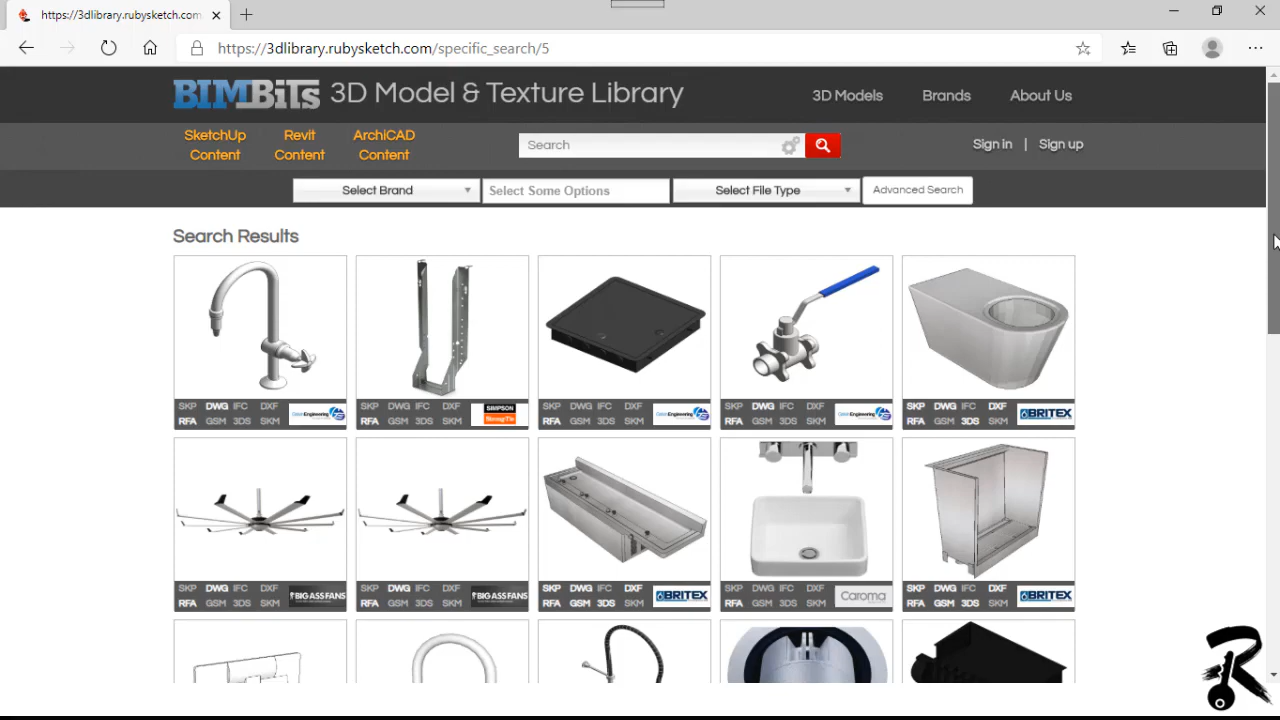 https://3dlibrary.rubysketch.com
https://3dlibrary.rubysketch.com/specific_search/5
BIMBiTS 3D Model & Texture Library
3D Models Brands About Us
SketchUp Content
Revit Content
ArchiCAD Content
Search
Sign in | Sign up
Select Brand
Select Some Options
Select File Type
Advanced Search
Search Results
SKP DWG IFC DXF
RFA GSM 3DS SKM
SKP DWG IFC DXF
RFA GSM 3DS SKM
SIMPSON
Strong-Tie
SKP DWG IFC DXF
RFA GSM 3DS SKM
SKP DWG IFC DXF
RFA GSM 3DS SKM
SKP DWG IFC DXF
RFA GSM 3DS SKM
BRITEX
SKP DWG IFC DXF
RFA GSM 3DS SKM
BIG ASS FANS
SKP DWG IFC DXF
RFA GSM 3DS SKM
BIG ASS FANS
SKP DWG IFC DXF
RFA GSM 3DS SKM
BRITEX
SKP DWG IFC DXF
RFA GSM 3DS SKM
Caroma
SKP DWG IFC DXF
RFA GSM 3DS SKM
BRITEX